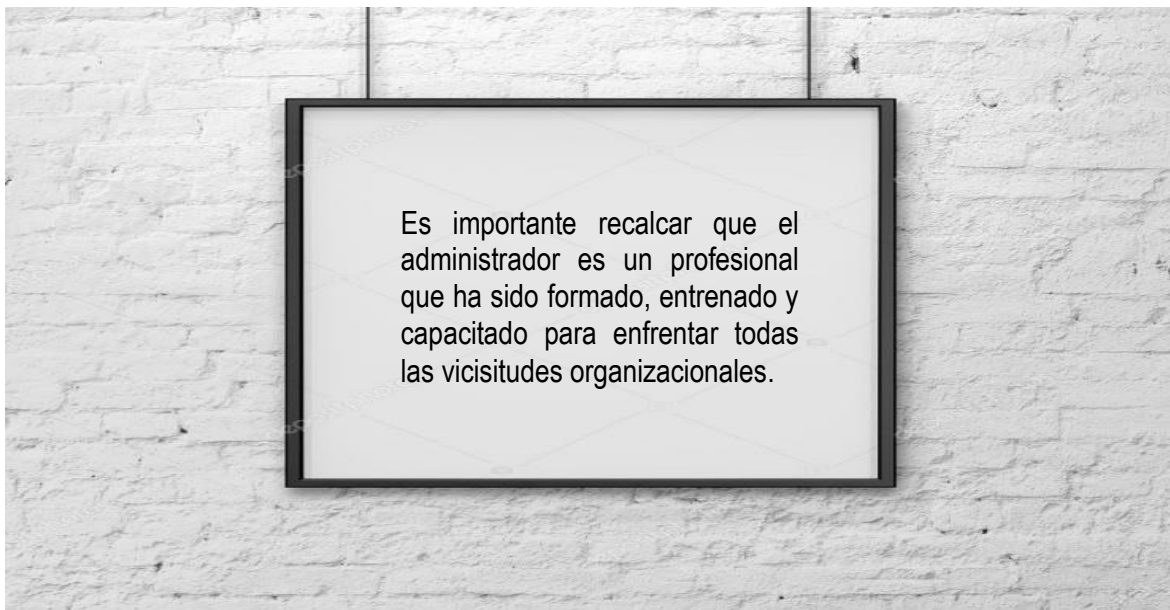 Es importante recalcar que el
administrador es un profesional
que ha sido formado, entrenado y
capacitado para enfrentar todas
las vicisitudes organizacionales.